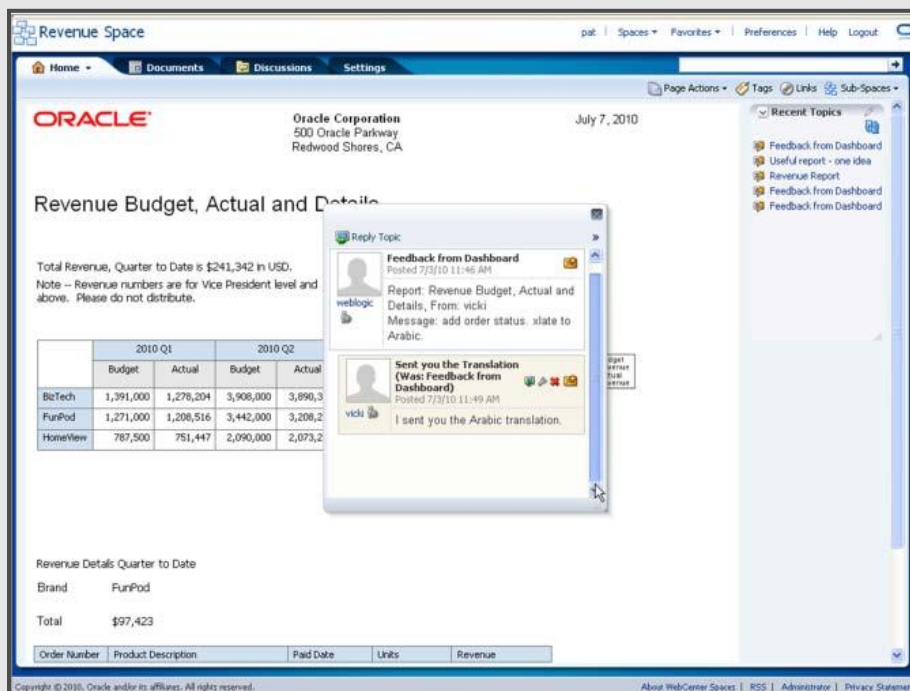 Revenue Space
pat | Spaces | Favorites | Preferences | Help Logout
Home Documents Discussions Settings
Page Actions Tags Links Sub-Spaces
ORACLE
Oracle Corporation
500 Oracle Parkway
Redwood Shores, CA
July 7, 2010
Recent Topics
Feedback from Dashboard
Useful report - one idea
Revenue Report
Feedback from Dashboard
Feedback from Dashboard
Revenue Budget, Actual and Details
Total Revenue, Quarter to Date is $241,342 in USD.
Note -- Revenue numbers are for Vice President level and
above. Please do not distribute.
2010 Q1 2010 Q2
Budget Actual Budget Actual
BizTech 1,391,000 1,278,204 3,908,000 3,890,3
FunPod 1,271,000 1,208,516 3,442,000 3,208,2
HomeView 787,500 751,447 2,090,000 2,073,2
Reply Topic
Feedback from Dashboard
Posted 7/3/10 11:46 AM
weblogic
Report: Revenue Budget, Actual and
Details, From: vicki
Message: add order status. xlate to
Arabic.
Sent you the Translation
(Was: Feedback from
Dashboard)
Posted 7/3/10 11:49 AM
vicki
I sent you the Arabic translation.
Revenue Details Quarter to Date
Brand FunPod
Total $97,423
Order Number Product Description Paid Date Units Revenue
Copyright © 2010, Oracle and/or its affiliates. All rights reserved.
About WebCenter Spaces | RSS | Administrator | Privacy Statement